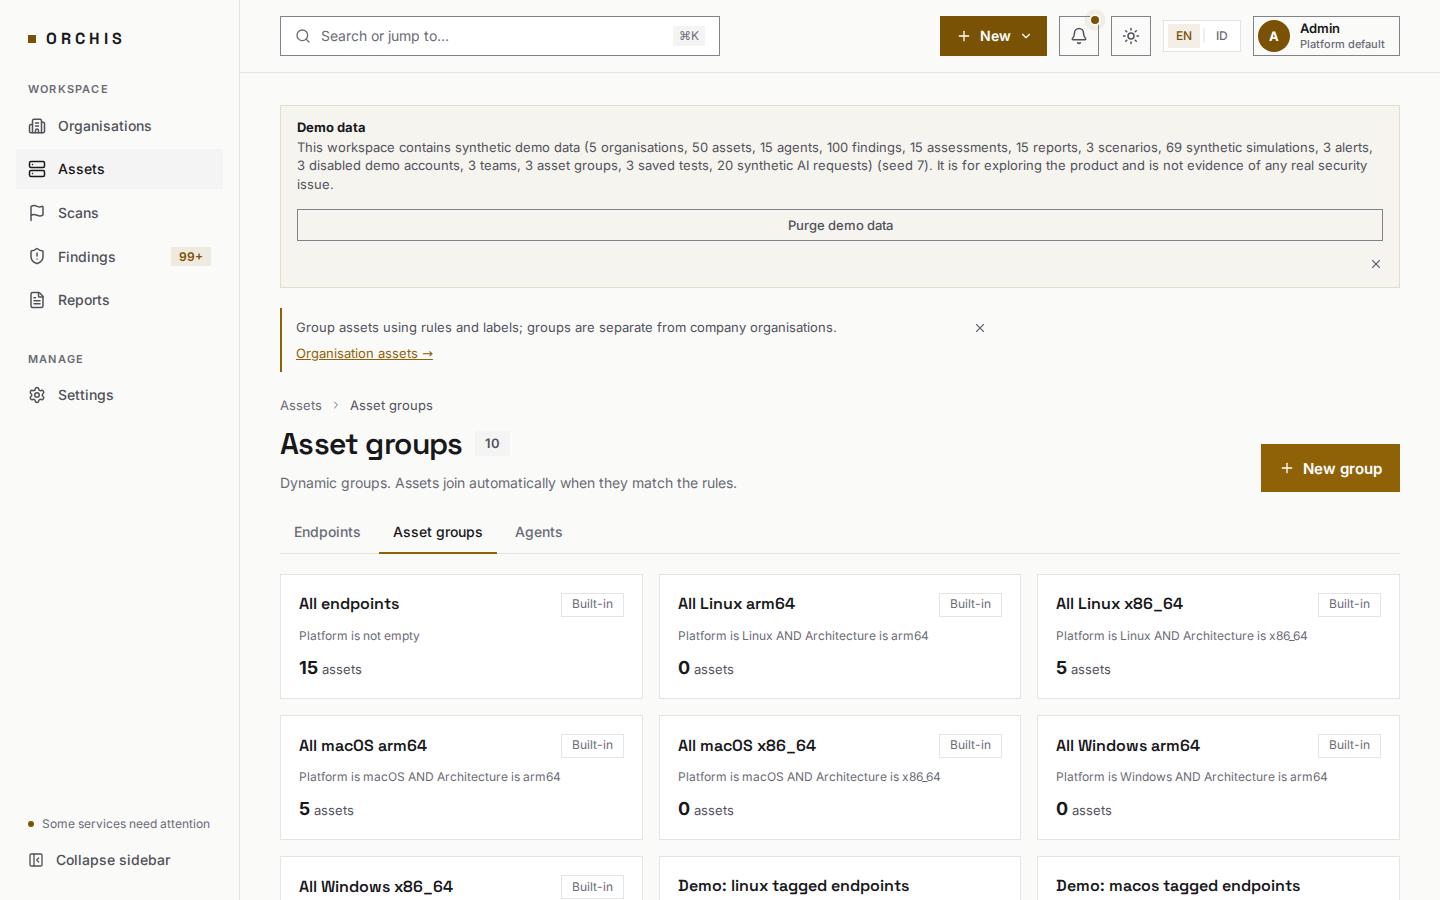 ORCHIS
Search or jump to...
⌘K
New
EN
ID
A
Admin
Platform default
WORKSPACE
Organisations
Assets
Scans
Findings
99+
Reports
MANAGE
Settings
Some services need attention
Collapse sidebar
Demo data
This workspace contains synthetic demo data (5 organisations, 50 assets, 15 agents, 100 findings, 15 assessments, 15 reports, 3 scenarios, 69 synthetic simulations, 3 alerts,
3 disabled demo accounts, 3 teams, 3 asset groups, 3 saved tests, 20 synthetic AI requests) (seed 7). It is for exploring the product and is not evidence of any real security
issue.
Purge demo data
Group assets using rules and labels; groups are separate from company organisations.
Organisation assets →
Assets
Asset groups
Asset groups
10
Dynamic groups. Assets join automatically when they match the rules.
New group
Endpoints
Asset groups
Agents
All endpoints
Built-in
Platform is not empty
15 assets
All Linux arm64
Built-in
Platform is Linux AND Architecture is arm64
0 assets
All Linux x86_64
Built-in
Platform is Linux AND Architecture is x86_64
5 assets
All macOS arm64
Built-in
Platform is macOS AND Architecture is arm64
5 assets
All macOS x86_64
Built-in
Platform is macOS AND Architecture is x86_64
0 assets
All Windows arm64
Built-in
Platform is Windows AND Architecture is arm64
0 assets
All Windows x86_64
Built-in
Demo: linux tagged endpoints
Demo: macos tagged endpoints